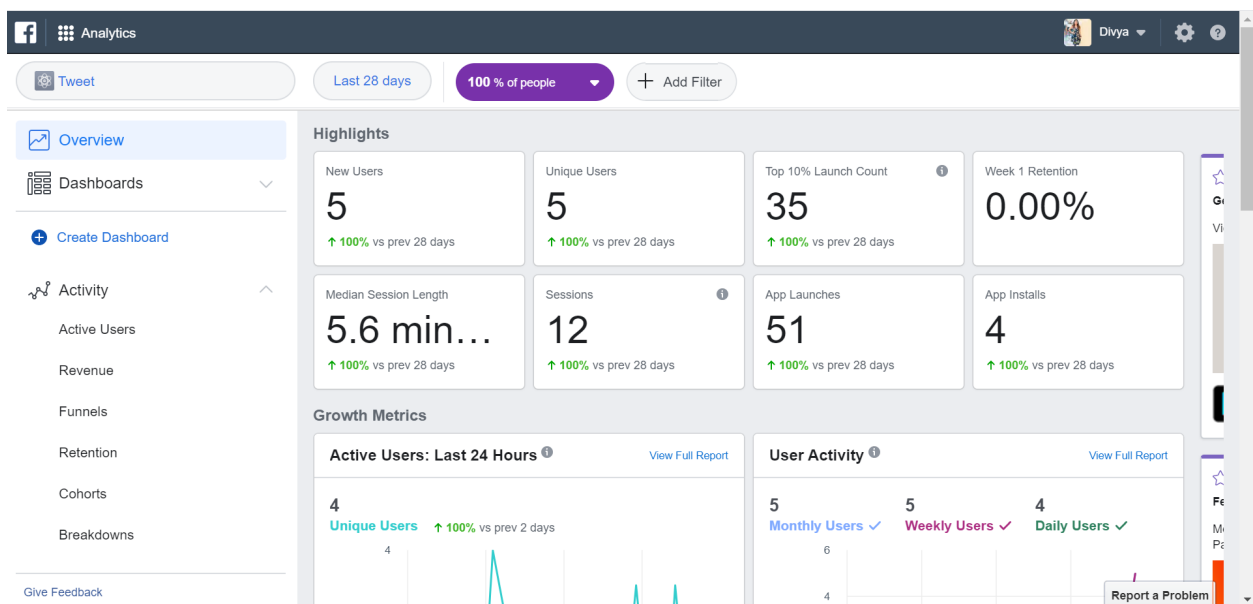 Analytics
Divya
Tweet
Last 28 days
100 % of people
Add Filter
Overview
Dashboards
Create Dashboard
Activity
Active Users
Revenue
Funnels
Retention
Cohorts
Breakdowns
Give Feedback
Highlights
New Users
5
100% vs prev 28 days
Unique Users
5
100% vs prev 28 days
Top 10% Launch Count
35
100% vs prev 28 days
Week 1 Retention
0.00%
Median Session Length
5.6 min...
100% vs prev 28 days
Sessions
12
100% vs prev 28 days
App Launches
51
100% vs prev 28 days
App Installs
4
100% vs prev 28 days
Growth Metrics
Active Users: Last 24 Hours
View Full Report
4
Unique Users
100% vs prev 2 days
4
User Activity
View Full Report
5
Monthly Users
5
Weekly Users
4
Daily Users
6
4
Report a Problem